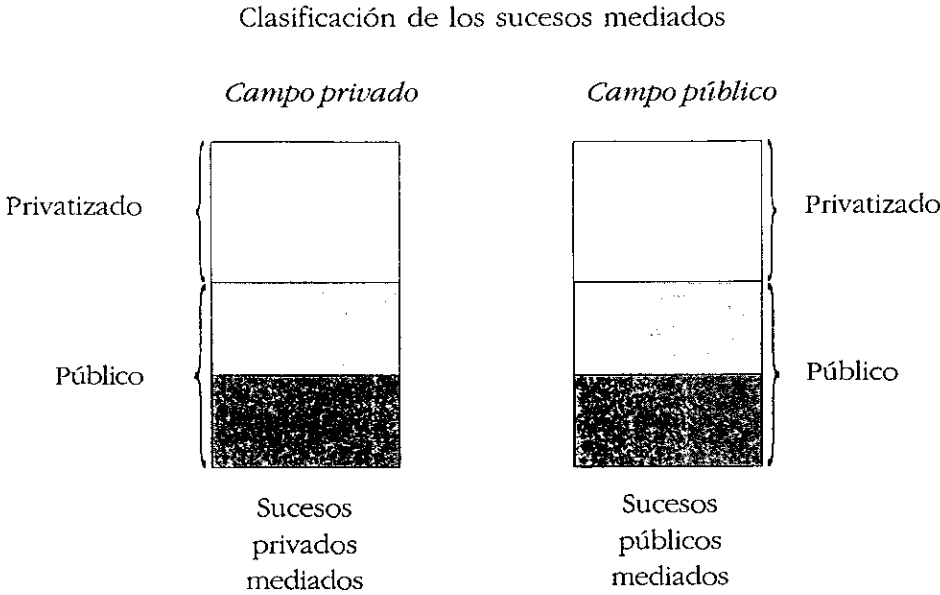 Clasificación de los sucesos mediados
Campo privado
Campo público
Privatizado
Privatizado
Público
Público
Sucesos
privados
mediados
Sucesos
públicos
mediados